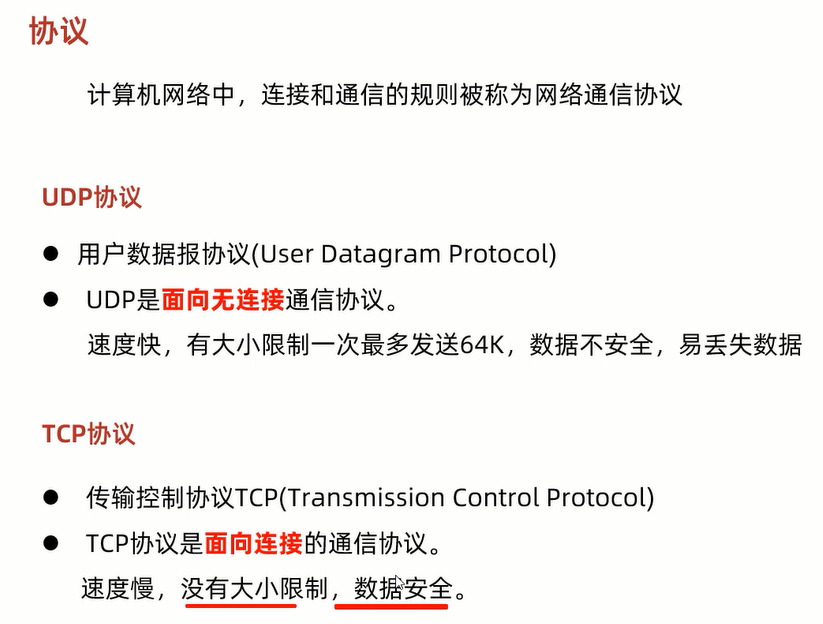 协议
计算机网络中，连接和通信的规则被称为网络通信协议
UDP协议
● 用户数据报协议(User Datagram Protocol)
● UDP是面向无连接通信协议。
速度快，有大小限制一次最多发送64K，数据不安全，易丢失数据
TCP协议
● 传输控制协议TCP(Transmission Control Protocol)
● TCP协议是面向连接的通信协议。
速度慢，没有大小限制，数据安全。